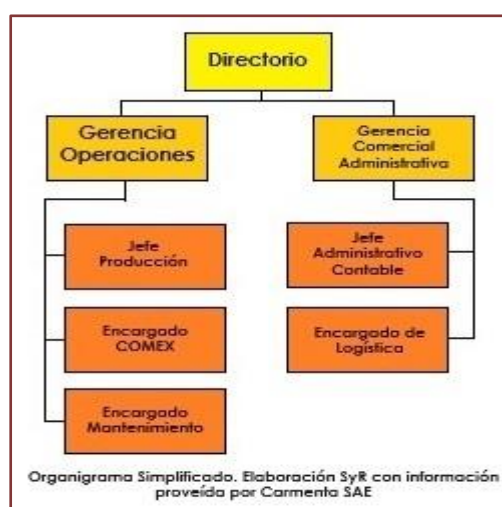 Directorio
Gerencia
Operaciones
Gerencia
Comercial
Administrativa
Jefe
Producción
Jefe
Administrativo
Contable
Encargado
COMEX
Encargado de
Logística
Encargado
Mantenimiento
Organigrama Simplificado. Elaboración SyR con información
proveída por Carmenta SAE